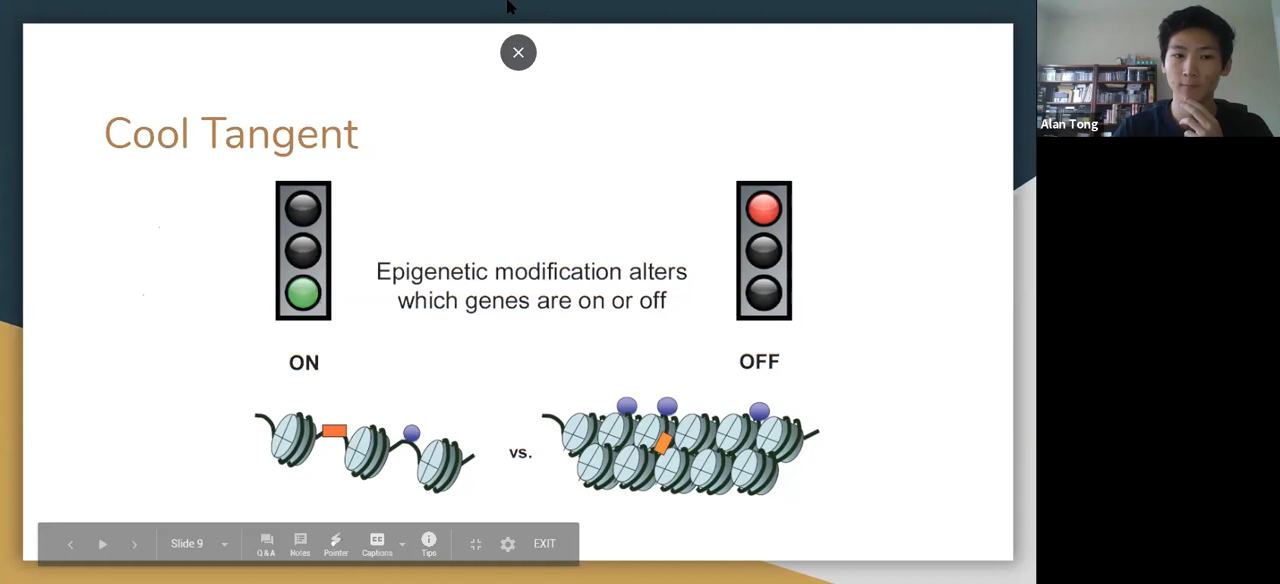 Cool Tangent
Epigenetic modification alters
which genes are on or off
ON
OFF
vs.
Slide 9
Q&A
Notes
Pointer
Captions
Tips
EXIT
Alan Tong